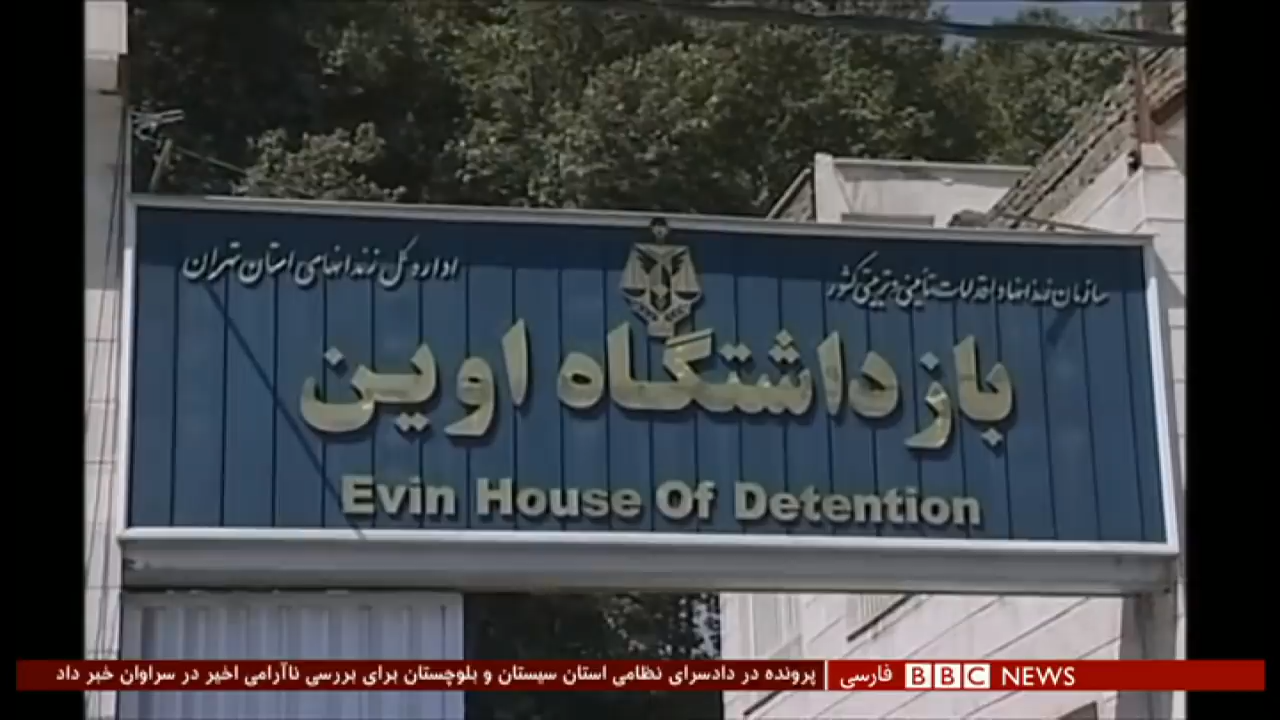 سازمان زندانها و اقدامات تأمینی و تربیتی کشور
اداره کل زندانهای استان تهران
بازداشتگاه اوین
Evin House Of Detention
پرونده در دادسرای نظامی استان سیستان و بلوچستان برای بررسی ناآرامی اخیر در سراوان خبر داد | فارسی BBC NEWS